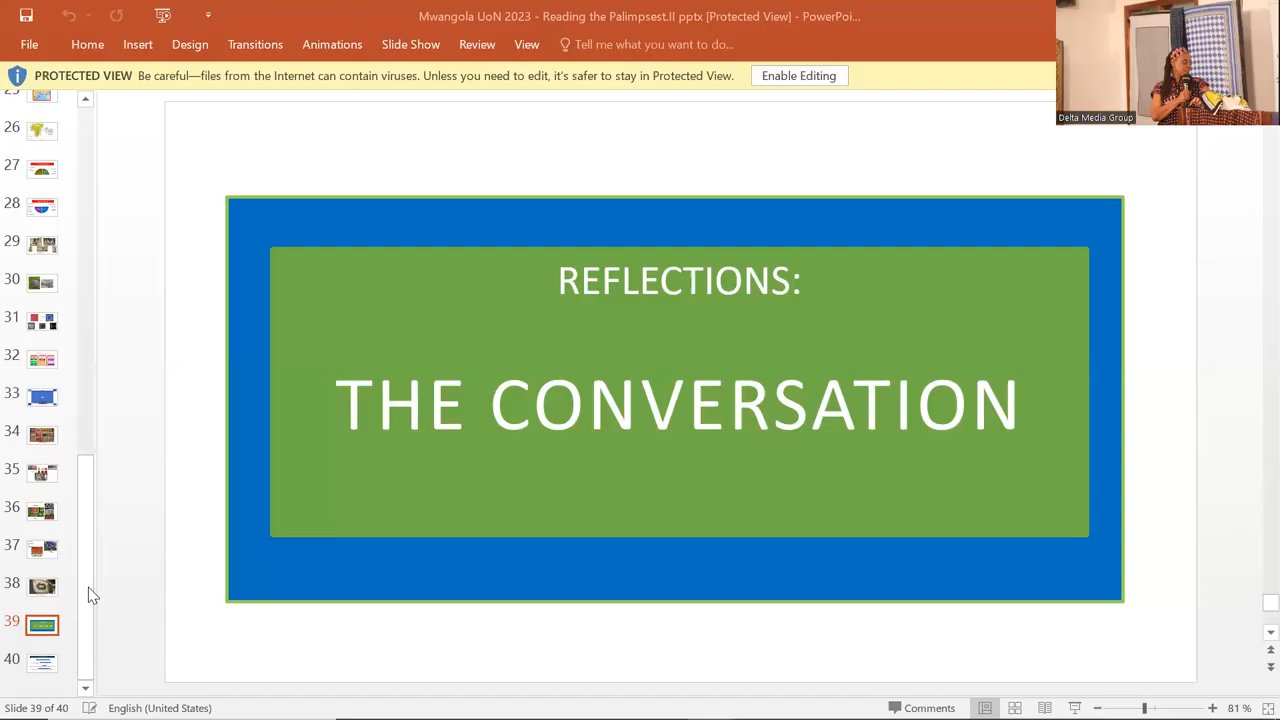 Mwangola UoN 2023 - Reading the Palimpsest.II pptx [Protected View] - PowerPoi...
File Home Insert Design Transitions Animations Slide Show Review View Tell me what you want to do...
PROTECTED VIEW Be careful—files from the Internet can contain viruses. Unless you need to edit, it's safer to stay in Protected View. Enable Editing
Delta Media Group
26
27
28
29
30
31
32
33
34
35
36
37
38
39
40
REFLECTIONS:
THE CONVERSATION
Slide 39 of 40 English (United States) Comments 81 %